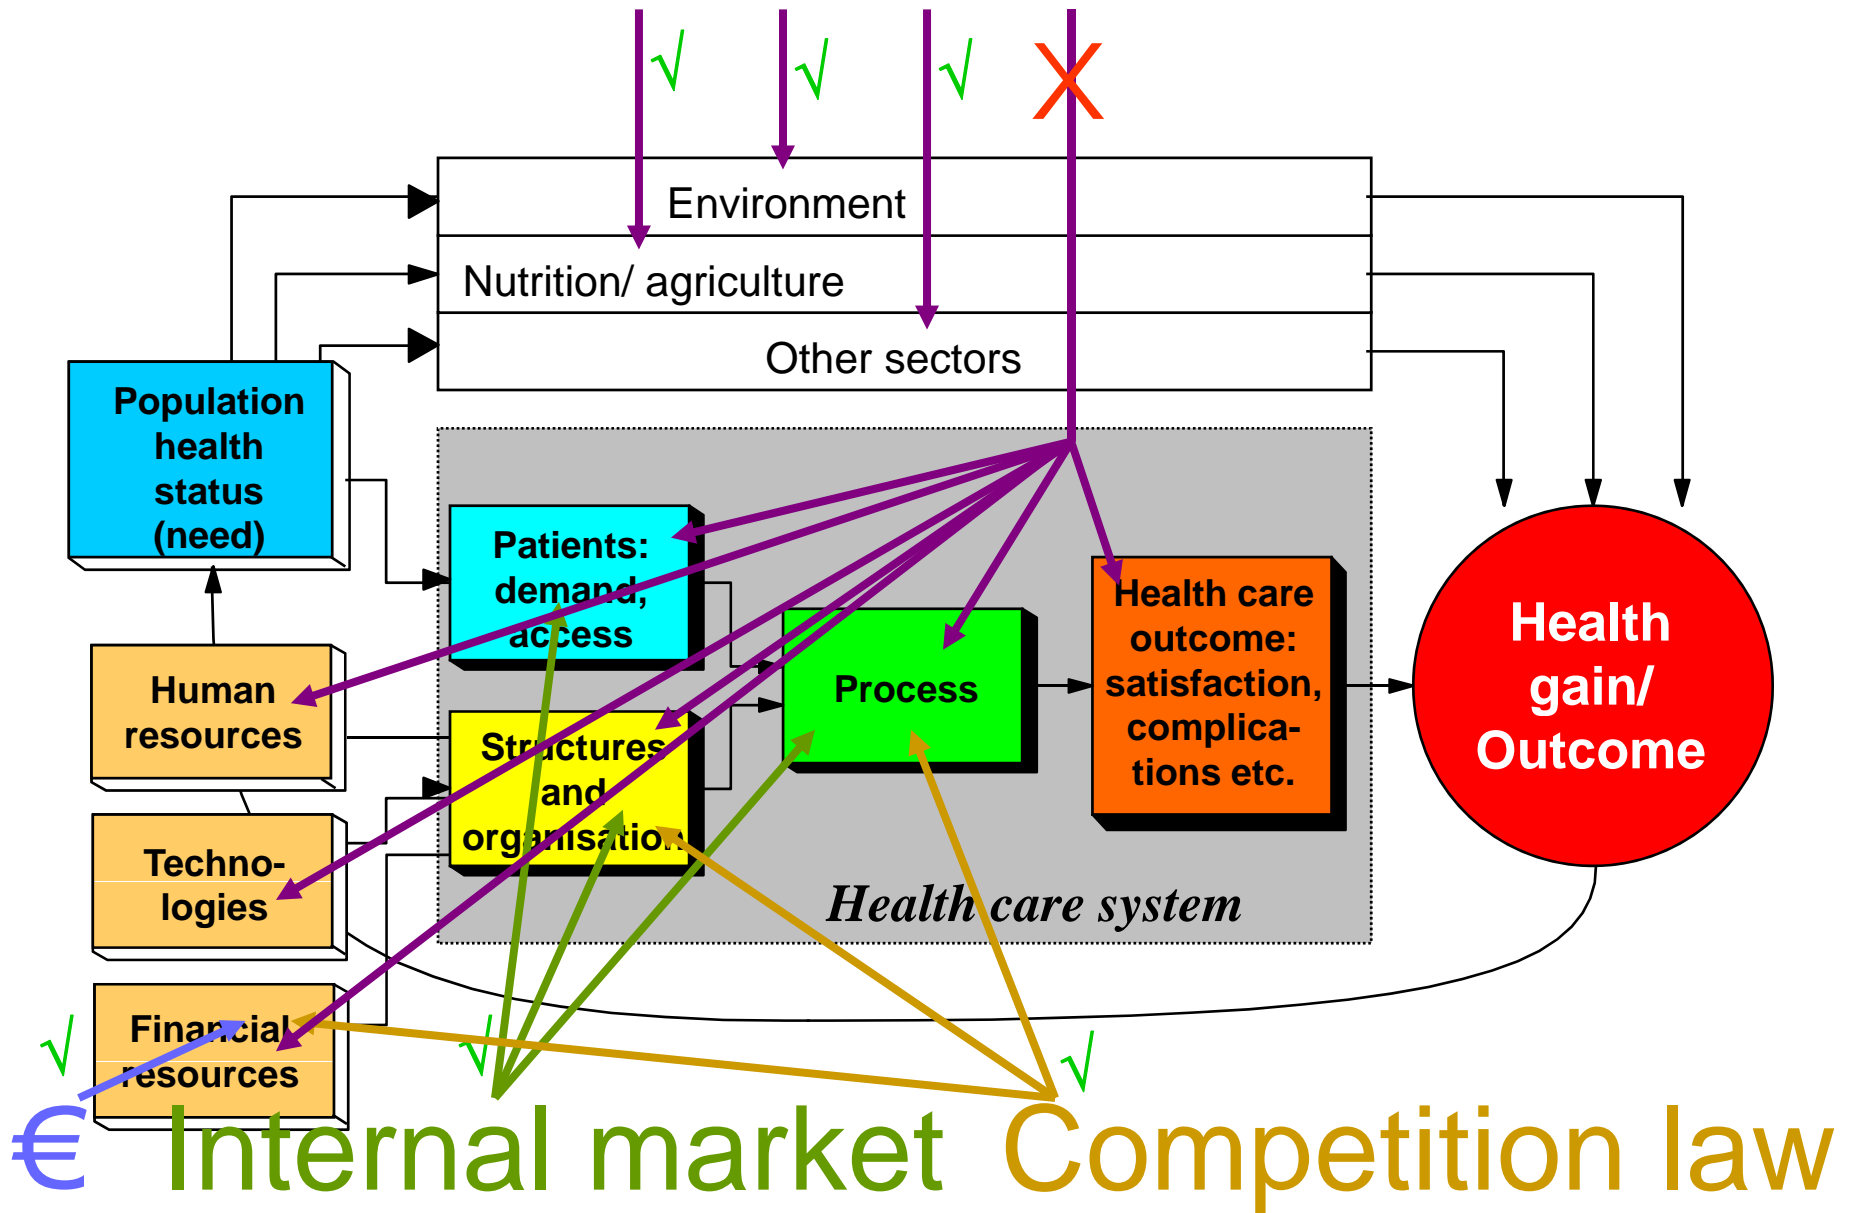 √ √ √ X
Environment
Nutrition/ agriculture
Other sectors
Population
health
status
(need)
Patients:
demand,
access
Human
resources
Structures
and
organisation
Process
Health care
outcome:
satisfaction,
complica-
tions etc.
Health
gain/
Outcome
Techno-
logies
Health care system
Financial
resources
√ √ √
€ Internal market Competition law